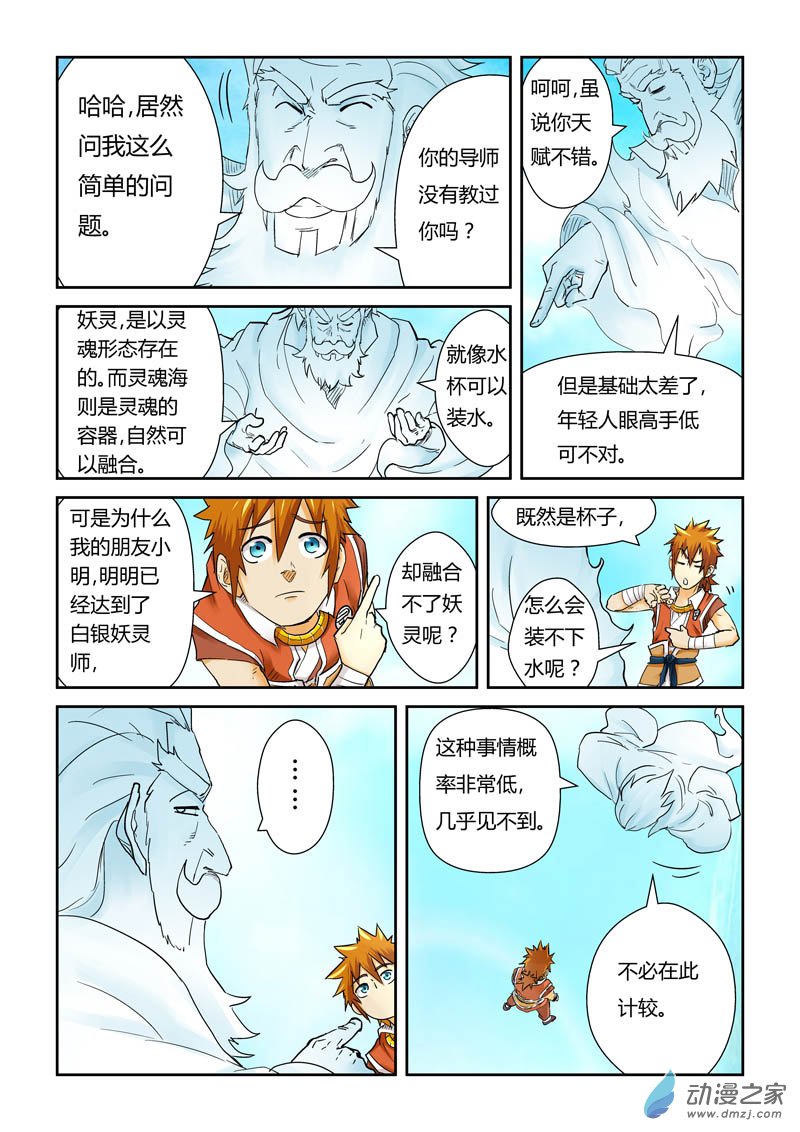 哈哈，居然
问我这么
简单的问
题。
你的导师
没有教过
你吗？
呵呵，虽
说你天
赋不错。
但是基础太差了，
年轻人眼高手低
可不对。
妖灵，是以灵
魂形态存在
的。而灵魂海
则是灵魂的
容器，自然可
以融合。
就像水
杯可以
装水。
可是为什么
我的朋友小
明，明明已
经达到了
白银妖灵
师，
却融合
不了妖
灵呢？
既然是杯子，
怎么会
装不下
水呢？
……
这种事情概
率非常低，
几乎见不到。
不必在此
计较。
动漫之家
www.dmzj.com